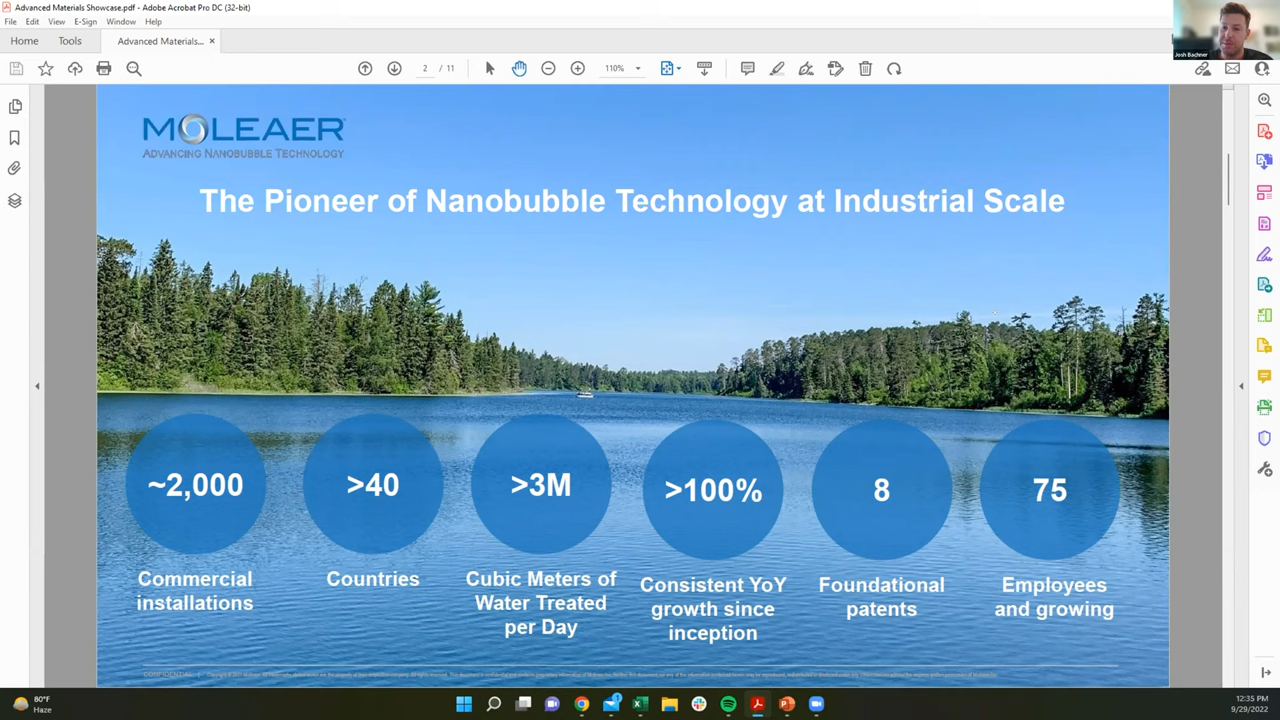 Advanced Materials Showcase.pdf - Adobe Acrobat Pro DC (32-bit)
File Edit View E-Sign Window Help
Home Tools Advanced Materials... ×
2 / 11 110%
Josh Bachner
MOLEAER
ADVANCING NANOBUBBLE TECHNOLOGY
The Pioneer of Nanobubble Technology at Industrial Scale
~2,000 >40 >3M >100% 8 75
Commercial
installations
Countries
Cubic Meters of
Water Treated
per Day
Consistent YoY
growth since
inception
Foundational
patents
Employees
and growing
CONFIDENTIAL
80°F
Haze
12:35 PM
9/29/2022